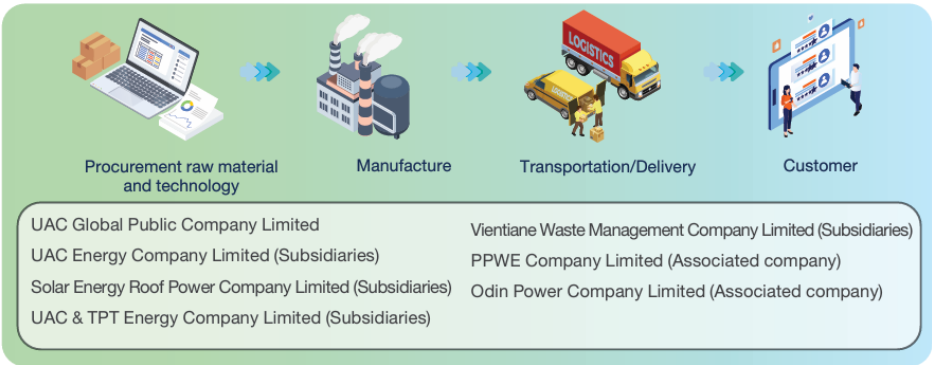 LOGISTICS
Procurement raw material
and technology
Manufacture
Transportation/Delivery
Customer
UAC Global Public Company Limited
UAC Energy Company Limited (Subsidiaries)
Solar Energy Roof Power Company Limited (Subsidiaries)
UAC & TPT Energy Company Limited (Subsidiaries)
Vientiane Waste Management Company Limited (Subsidiaries)
PPWE Company Limited (Associated company)
Odin Power Company Limited (Associated company)